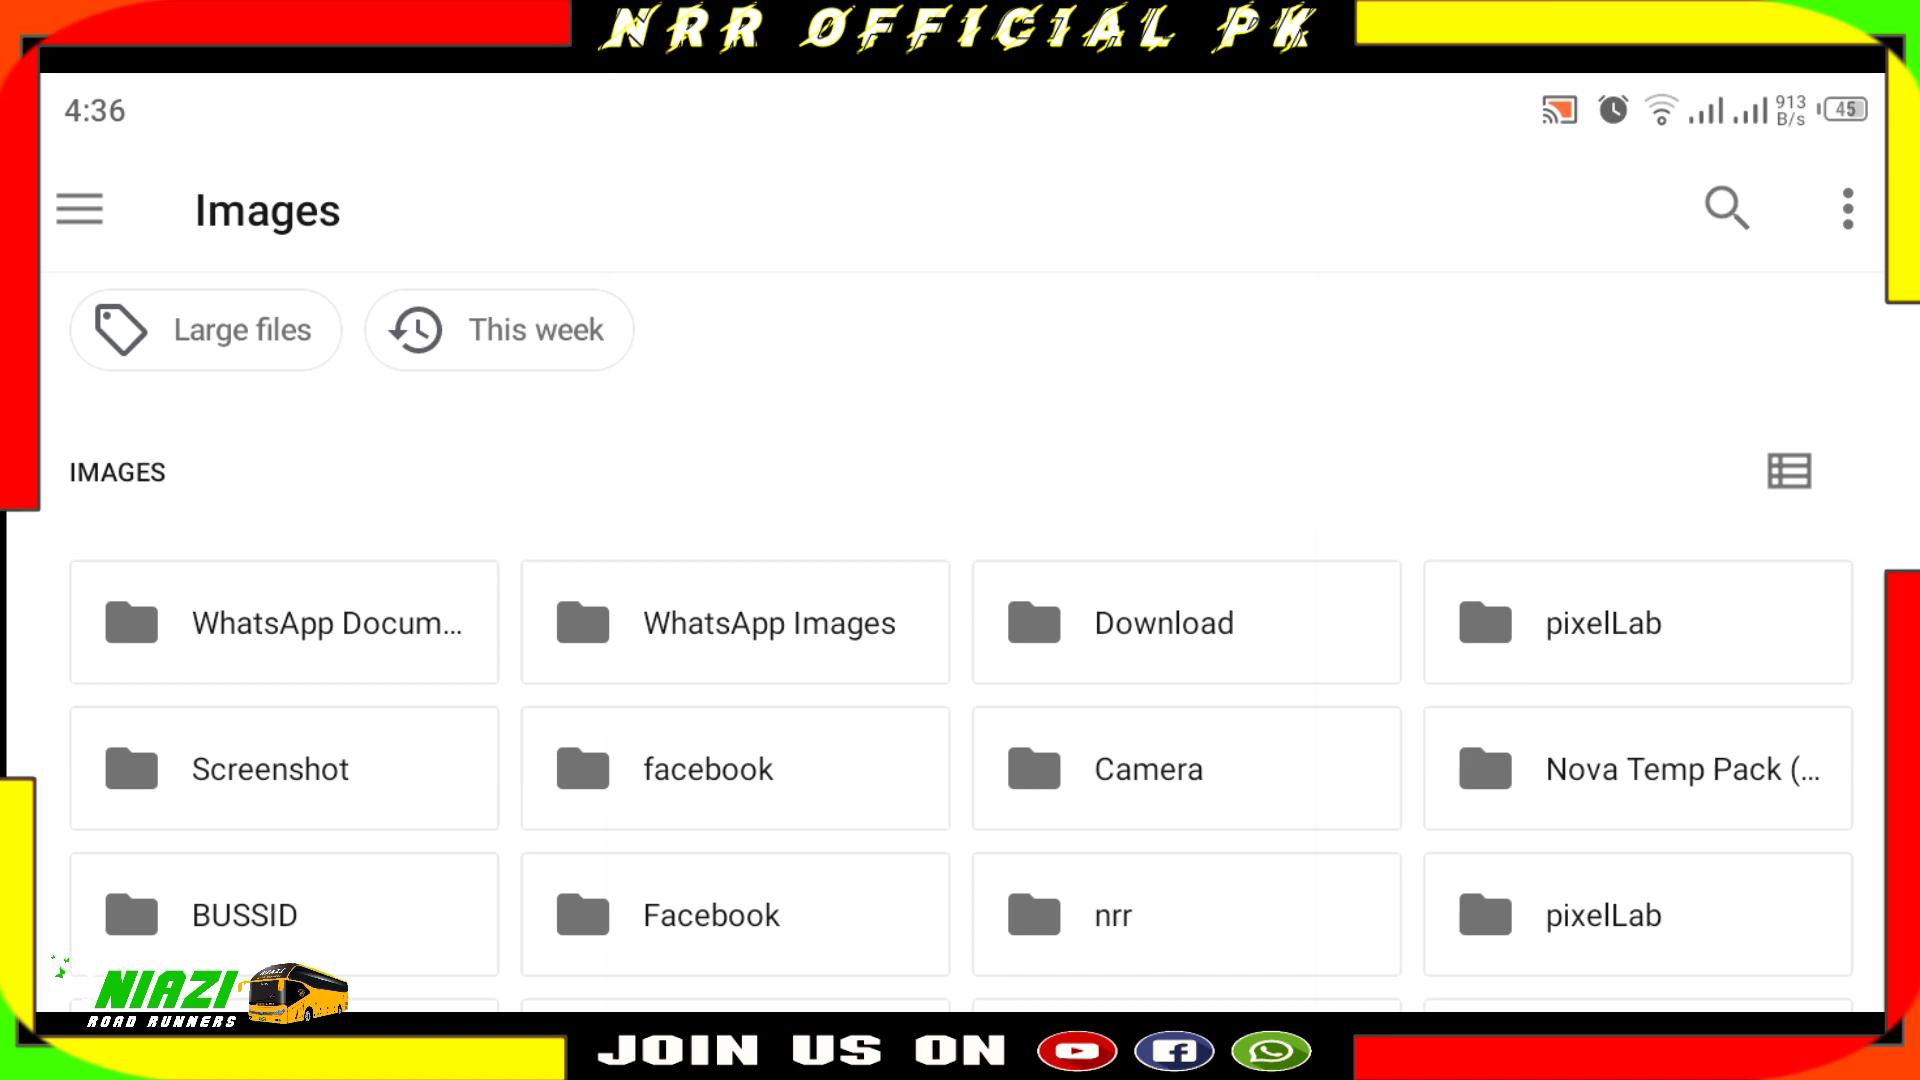 NRR OFFICIAL PK
4:36
913
B/s
45
Images
Large files
This week
IMAGES
WhatsApp Docum...
WhatsApp Images
Download
pixelLab
Screenshot
facebook
Camera
Nova Temp Pack (...
BUSSID
Facebook
nrr
pixelLab
NIAZI
ROAD RUNNERS
JOIN US ON